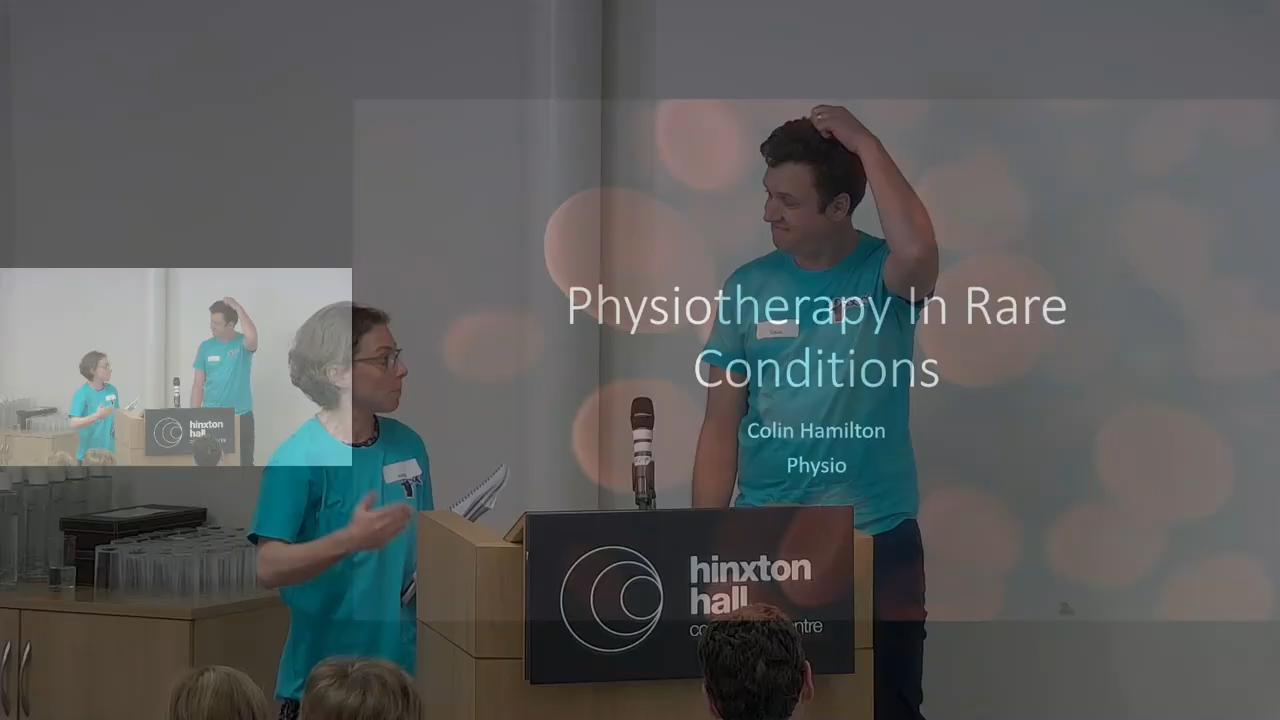 Physiotherapy In Rare
Conditions
Colin Hamilton
Physio
hinxton
hall
hinxton
hall